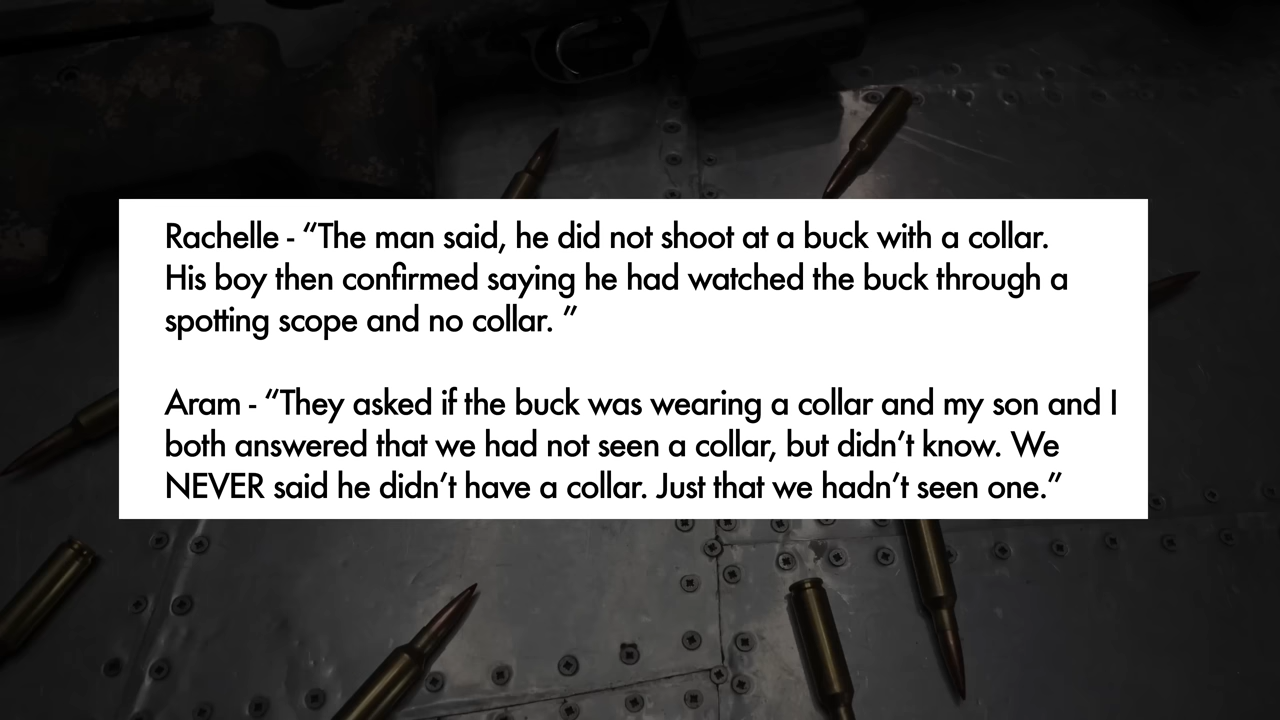 Rachelle - “The man said, he did not shoot at a buck with a collar.
His boy then confirmed saying he had watched the buck through a
spotting scope and no collar. ”
Aram - “They asked if the buck was wearing a collar and my son and I
both answered that we had not seen a collar, but didn’t know. We
NEVER said he didn’t have a collar. Just that we hadn’t seen one.”